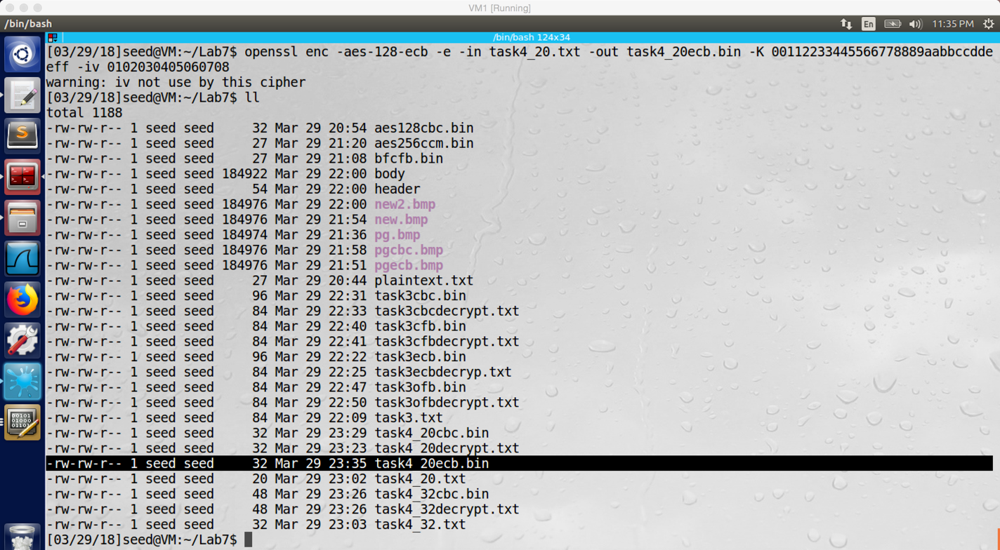 VM1 [Running]
/bin/bash
En
11:35 PM
/bin/bash 124x34
[03/29/18]seed@VM:~/Lab7$ openssl enc -aes-128-ecb -e -in task4_20.txt -out task4_20ecb.bin -K 00112233445566778889aabbccdde
eff -iv 0102030405060708
warning: iv not use by this cipher
[03/29/18]seed@VM:~/Lab7$ ll
total 1188
-rw-rw-r-- 1 seed seed     32 Mar 29 20:54 aes128cbc.bin
-rw-rw-r-- 1 seed seed     27 Mar 29 21:20 aes256ccm.bin
-rw-rw-r-- 1 seed seed     27 Mar 29 21:08 bfcfb.bin
-rw-rw-r-- 1 seed seed 184922 Mar 29 22:00 body
-rw-rw-r-- 1 seed seed     54 Mar 29 22:00 header
-rw-rw-r-- 1 seed seed 184976 Mar 29 22:00 new2.bmp
-rw-rw-r-- 1 seed seed 184976 Mar 29 21:54 new.bmp
-rw-rw-r-- 1 seed seed 184974 Mar 29 21:36 pg.bmp
-rw-rw-r-- 1 seed seed 184976 Mar 29 21:58 pgcbc.bmp
-rw-rw-r-- 1 seed seed 184976 Mar 29 21:51 pgecb.bmp
-rw-rw-r-- 1 seed seed     27 Mar 29 20:44 plaintext.txt
-rw-rw-r-- 1 seed seed     96 Mar 29 22:31 task3cbc.bin
-rw-rw-r-- 1 seed seed     84 Mar 29 22:33 task3cbcdecrypt.txt
-rw-rw-r-- 1 seed seed     84 Mar 29 22:40 task3cfb.bin
-rw-rw-r-- 1 seed seed     84 Mar 29 22:41 task3cfbdecrypt.txt
-rw-rw-r-- 1 seed seed     96 Mar 29 22:22 task3ecb.bin
-rw-rw-r-- 1 seed seed     84 Mar 29 22:25 task3ecbdecryp.txt
-rw-rw-r-- 1 seed seed     84 Mar 29 22:47 task3ofb.bin
-rw-rw-r-- 1 seed seed     84 Mar 29 22:50 task3ofbdecrypt.txt
-rw-rw-r-- 1 seed seed     84 Mar 29 22:09 task3.txt
-rw-rw-r-- 1 seed seed     32 Mar 29 23:29 task4_20cbc.bin
-rw-rw-r-- 1 seed seed     32 Mar 29 23:23 task4_20decrypt.txt
-rw-rw-r-- 1 seed seed     32 Mar 29 23:35 task4_20ecb.bin
-rw-rw-r-- 1 seed seed     20 Mar 29 23:02 task4_20.txt
-rw-rw-r-- 1 seed seed     48 Mar 29 23:26 task4_32cbc.bin
-rw-rw-r-- 1 seed seed     48 Mar 29 23:26 task4_32decrypt.txt
-rw-rw-r-- 1 seed seed     32 Mar 29 23:03 task4_32.txt
[03/29/18]seed@VM:~/Lab7$